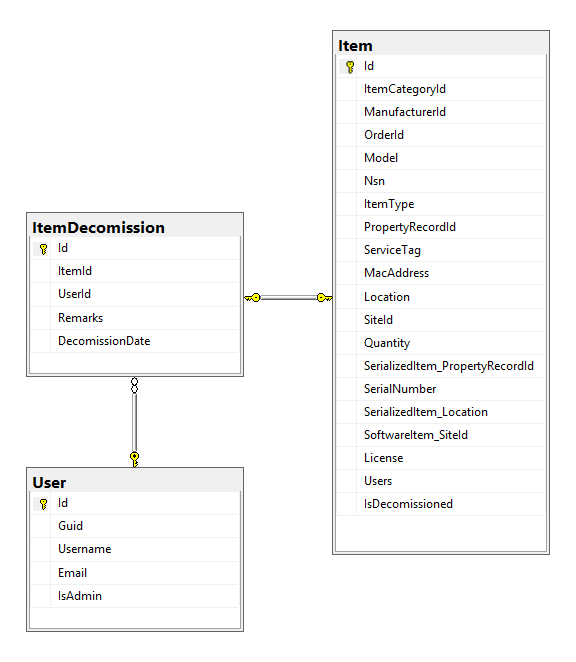 Item
Id
ItemCategoryId
ManufacturerId
OrderId
Model
Nsn
ItemType
PropertyRecordId
ServiceTag
MacAddress
Location
SiteId
Quantity
SerializedItem_PropertyRecordId
SerialNumber
SerializedItem_Location
SoftwareItem_SiteId
License
Users
IsDecomissioned
ItemDecomission
Id
ItemId
UserId
Remarks
DecomissionDate
User
Id
Guid
Username
Email
IsAdmin